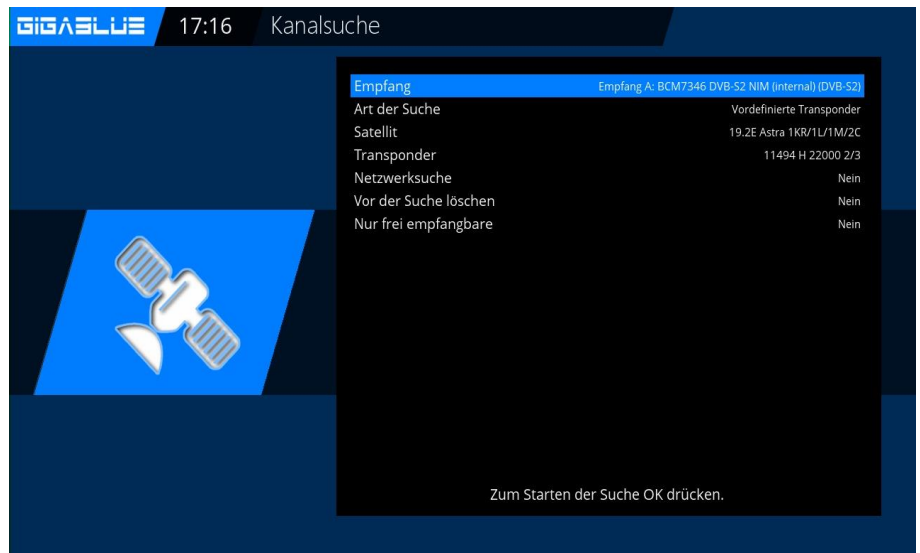 GIGABLUE 17:16 Kanalsuche
Empfang Empfang A: BCM7346 DVB-S2 NIM (internal) (DVB-S2)
Art der Suche Vordefinierte Transponder
Satellit 19.2E Astra 1KR/1L/1M/2C
Transponder 11494 H 22000 2/3
Netzwerksuche Nein
Vor der Suche löschen Nein
Nur frei empfangbare Nein
Zum Starten der Suche OK drücken.